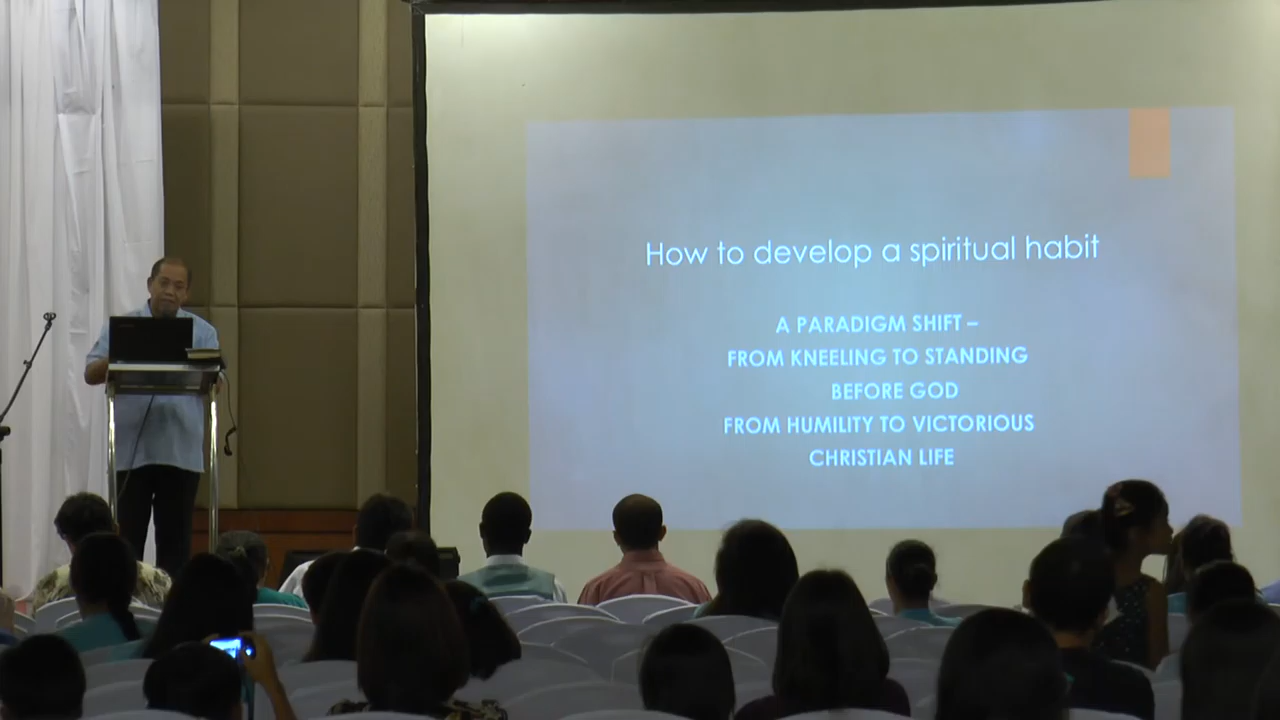 How to develop a spiritual habit
A PARADIGM SHIFT –
FROM KNEELING TO STANDING
BEFORE GOD
FROM HUMILITY TO VICTORIOUS
CHRISTIAN LIFE